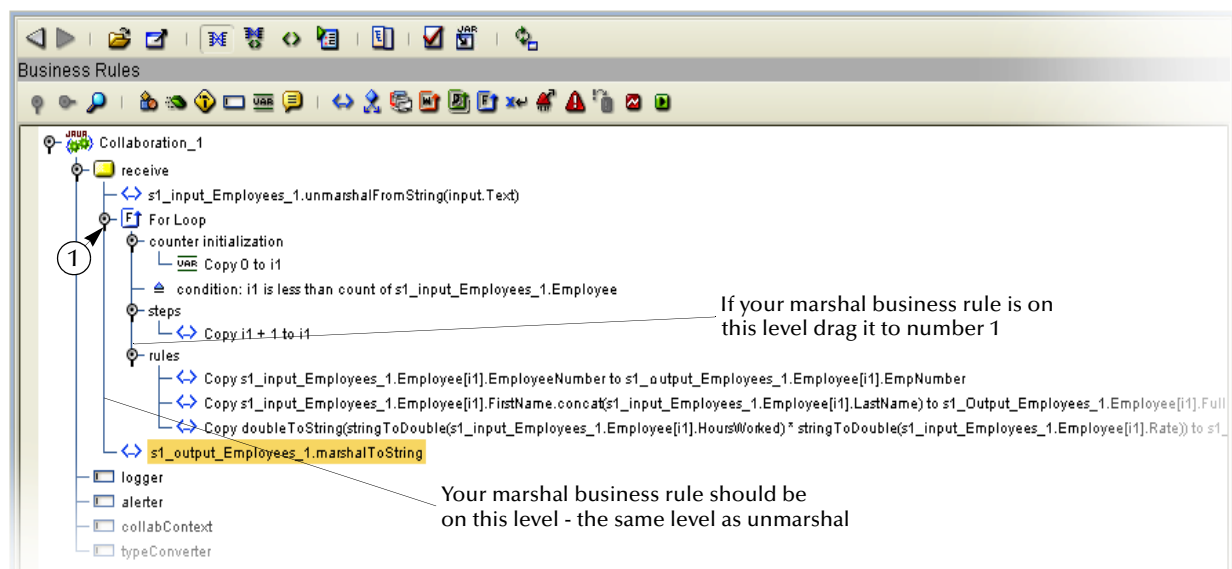 JAR
Business Rules
VAR
JAVA
Collaboration_1
receive
s1_input_Employees_1.unmarshalFromString(input.Text)
For Loop
1
counter initialization
VAR Copy 0 to i1
condition: i1 is less than count of s1_input_Employees_1.Employee
steps
If your marshal business rule is on
this level drag it to number 1
Copy i1 + 1 to i1
rules
Copy s1_input_Employees_1.Employee[i1].EmployeeNumber to s1_output_Employees_1.Employee[i1].EmpNumber
Copy s1_input_Employees_1.Employee[i1].FirstName.concat(s1_input_Employees_1.Employee[i1].LastName) to s1_Output_Employees_1.Employee[i1].Full
Copy doubleToString(stringToDouble(s1_input_Employees_1.Employee[i1].HoursWorked) * stringToDouble(s1_input_Employees_1.Employee[i1].Rate)) to s1_
s1_output_Employees_1.marshalToString
logger
Your marshal business rule should be
on this level - the same level as unmarshal
alerter
collabContext
typeConverter